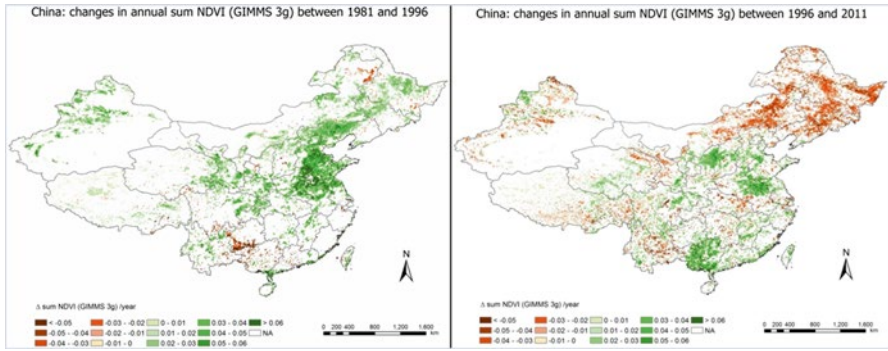 China: changes in annual sum NDVI (GIMMS 3g) between 1981 and 1996
N
Δ sum NDVI (GIMMS 3g) /year
< -0.05 -0.03 - -0.02 0 - 0.01 0.03 - 0.04 > 0.06
-0.05 - -0.04 -0.02 - -0.01 0.01 - 0.02 0.04 - 0.05 NA
-0.04 - -0.03 -0.01 - 0 0.02 - 0.03 0.05 - 0.06
0 200 400 800 1,200 1,600
km
China: changes in annual sum NDVI (GIMMS 3g) between 1996 and 2011
N
Δ sum NDVI (GIMMS 3g) /year
< -0.05 -0.03 - -0.02 0 - 0.01 0.03 - 0.04 > 0.06
-0.05 - -0.04 -0.02 - -0.01 0.01 - 0.02 0.04 - 0.05 NA
-0.04 - -0.03 -0.01 - 0 0.02 - 0.03 0.05 - 0.06
0 200 400 800 1,200 1,600
km